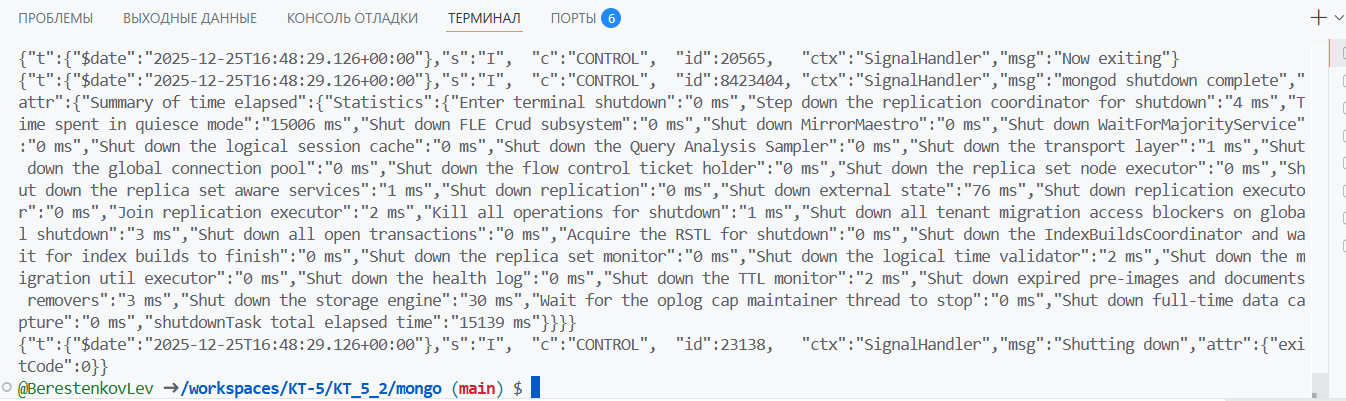 ПРОБЛЕМЫ ВЫХОДНЫЕ ДАННЫЕ КОНСОЛЬ ОТЛАДКИ ТЕРМИНАЛ ПОРТЫ 6
{"t":{"$date":"2025-12-25T16:48:29.126+00:00"},"s":"I",  "c":"CONTROL",  "id":20565,   "ctx":"SignalHandler","msg":"Now exiting"}
{"t":{"$date":"2025-12-25T16:48:29.126+00:00"},"s":"I",  "c":"CONTROL",  "id":8423404, "ctx":"SignalHandler","msg":"mongod shutdown complete","
attr":{"Summary of time elapsed":{"Statistics":{"Enter terminal shutdown":"0 ms","Step down the replication coordinator for shutdown":"4 ms","T
ime spent in quiesce mode":"15006 ms","Shut down FLE Crud subsystem":"0 ms","Shut down MirrorMaestro":"0 ms","Shut down WaitForMajorityService"
:"0 ms","Shut down the logical session cache":"0 ms","Shut down the Query Analysis Sampler":"0 ms","Shut down the transport layer":"1 ms","Shut
 down the global connection pool":"0 ms","Shut down the flow control ticket holder":"0 ms","Shut down the replica set node executor":"0 ms","Sh
ut down the replica set aware services":"1 ms","Shut down replication":"0 ms","Shut down external state":"76 ms","Shut down replication executo
r":"0 ms","Join replication executor":"2 ms","Kill all operations for shutdown":"1 ms","Shut down all tenant migration access blockers on globa
l shutdown":"3 ms","Shut down all open transactions":"0 ms","Acquire the RSTL for shutdown":"0 ms","Shut down the IndexBuildsCoordinator and wa
it for index builds to finish":"0 ms","Shut down the replica set monitor":"0 ms","Shut down the logical time validator":"2 ms","Shut down the m
igration util executor":"0 ms","Shut down the health log":"0 ms","Shut down the TTL monitor":"2 ms","Shut down expired pre-images and documents
 removers":"3 ms","Shut down the storage engine":"30 ms","Wait for the oplog cap maintainer thread to stop":"0 ms","Shut down full-time data ca
pture":"0 ms","shutdownTask total elapsed time":"15139 ms"}}}}
{"t":{"$date":"2025-12-25T16:48:29.126+00:00"},"s":"I",  "c":"CONTROL",  "id":23138,   "ctx":"SignalHandler","msg":"Shutting down","attr":{"exi
tCode":0}}
@BerestenkovLev ➜/workspaces/KT-5/KT_5_2/mongo (main) $